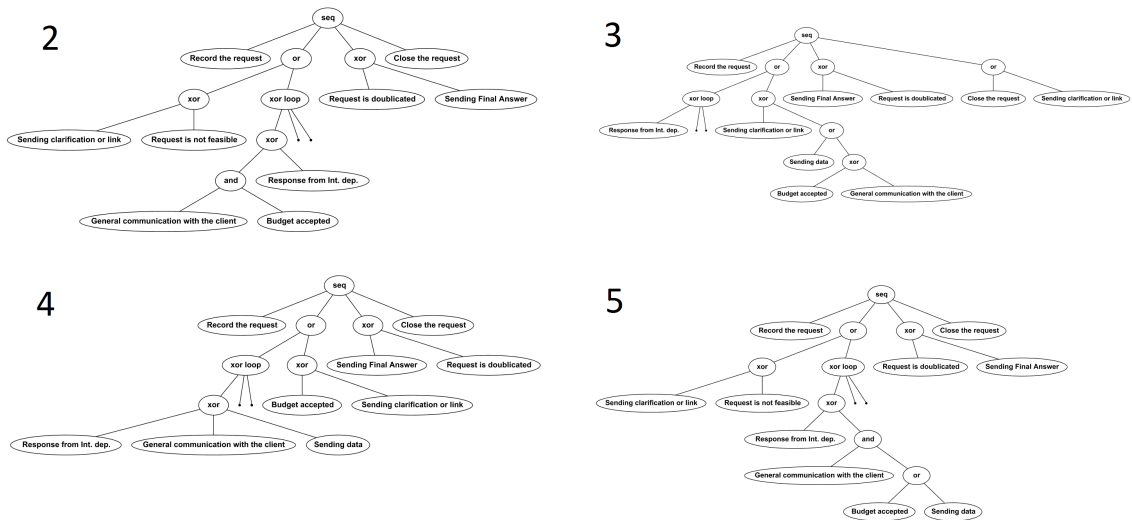 2
seq
Record the request
or
xor
Close the request
xor
xor loop
Request is doublicated
Sending Final Answer
Sending clarification or link
Request is not feasible
xor
and
Response from Int. dep.
General communication with the client
Budget accepted
3
seq
Record the request
or
xor
or
xor loop
xor
Sending Final Answer
Request is doublicated
Close the request
Sending clarification or link
Response from Int. dep.
Sending clarification or link
or
Sending data
xor
Budget accepted
General communication with the client
4
seq
Record the request
or
xor
Close the request
xor loop
xor
Sending Final Answer
Request is doublicated
xor
Budget accepted
Sending clarification or link
Response from Int. dep.
General communication with the client
Sending data
5
seq
Record the request
or
xor
Close the request
xor
xor loop
Request is doublicated
Sending Final Answer
Sending clarification or link
Request is not feasible
xor
Response from Int. dep.
and
General communication with the client
or
Budget accepted
Sending data